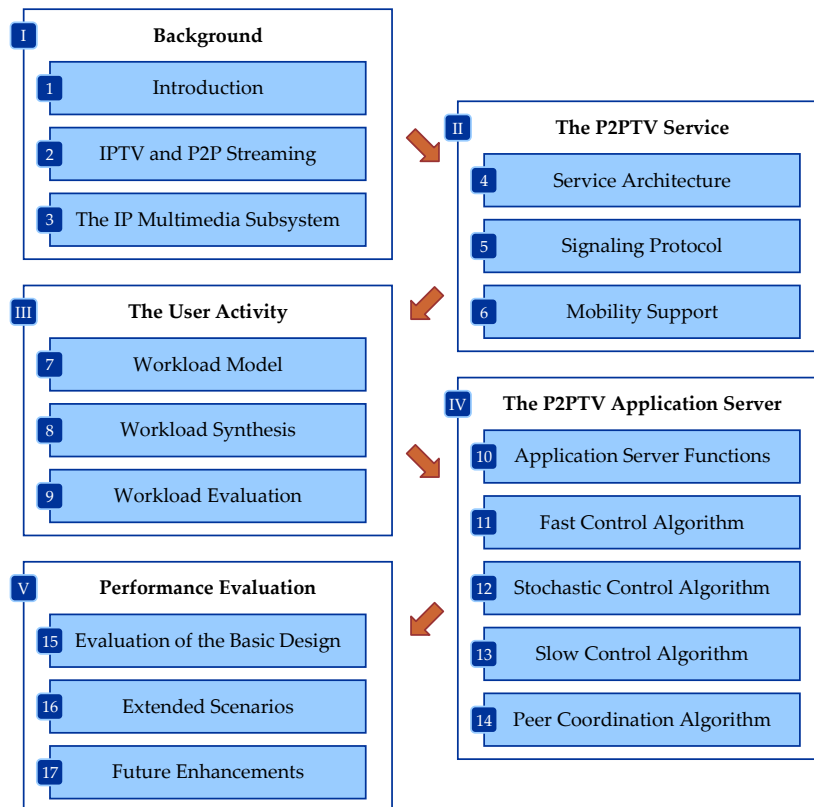 I
Background
1
Introduction
2
IPTV and P2P Streaming
3
The IP Multimedia Subsystem
II
The P2PTV Service
4
Service Architecture
5
Signaling Protocol
6
Mobility Support
III
The User Activity
7
Workload Model
8
Workload Synthesis
9
Workload Evaluation
IV
The P2PTV Application Server
10
Application Server Functions
11
Fast Control Algorithm
12
Stochastic Control Algorithm
13
Slow Control Algorithm
14
Peer Coordination Algorithm
V
Performance Evaluation
15
Evaluation of the Basic Design
16
Extended Scenarios
17
Future Enhancements